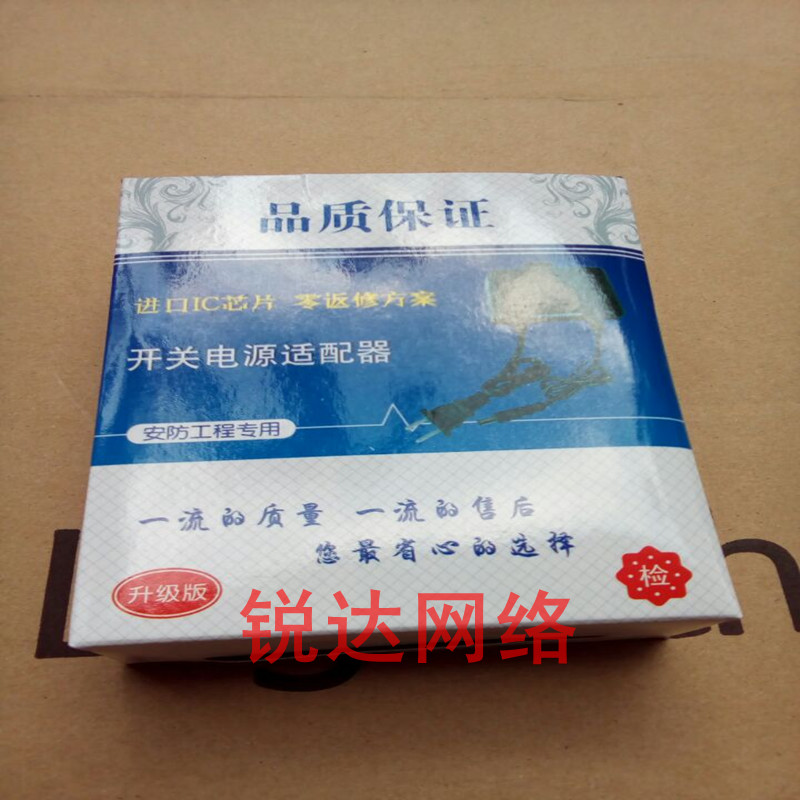 品质保证
进口IC芯片 零返修方案
开关电源适配器
安防工程专用
一流的质量 一流的售后
您最省心的选择
升级版
检
锐达网络